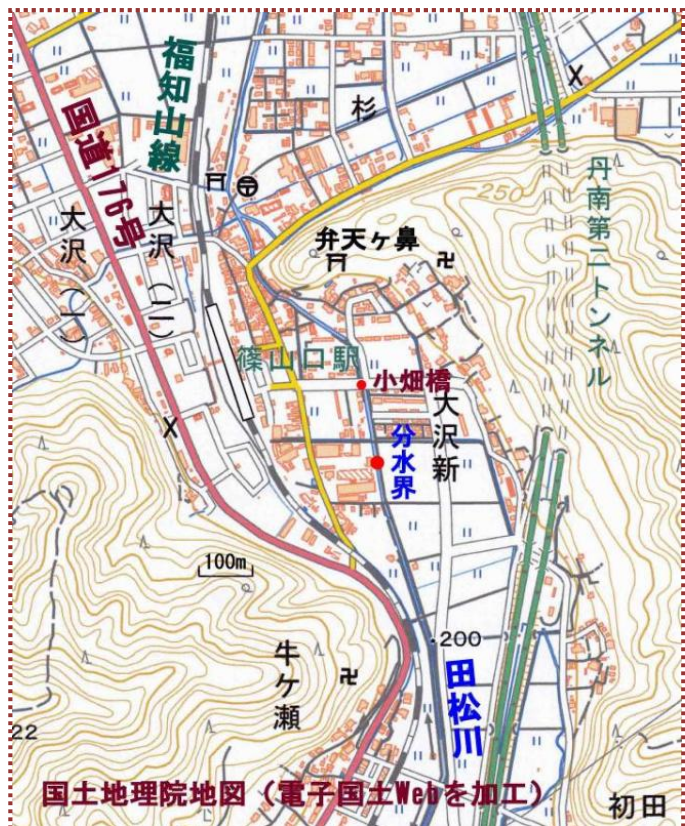 福知山線
国道176号
杉
大沢(一)
大沢(二)
250
丹南第二トンネル
弁天ヶ鼻
篠山口駅
小畑橋
大沢新
分水界
100m
200
牛ケ瀬
田松川
22
国土地理院地図(電子国土Webを加工)
初田